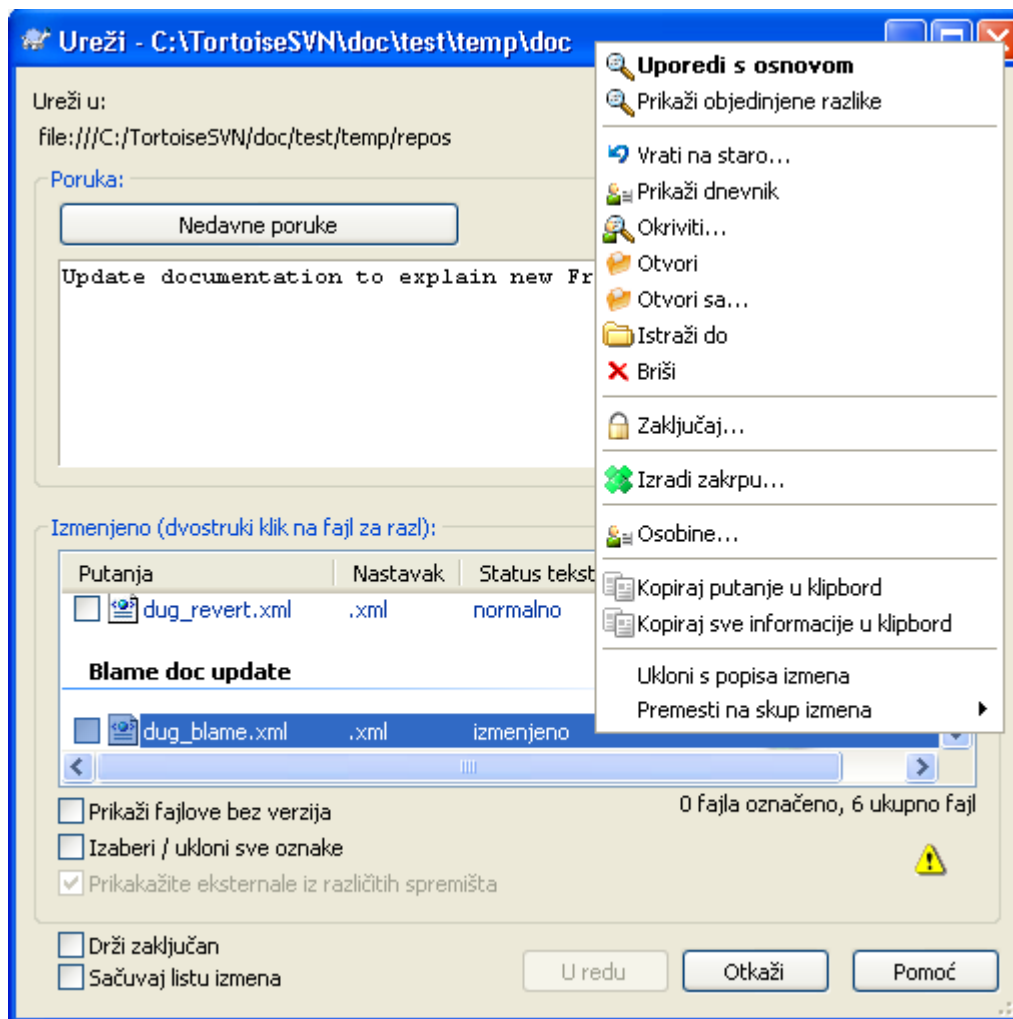 Ureži - C:\TortoiseSVN\doc\test\temp\doc
Ureži u:
file:///C:/TortoiseSVN/doc/test/temp/repos
Poruka:
Nedavne poruke
Update documentation to explain new Fr
Izmenjeno (dvostruki klik na fajl za razl):
Putanja Nastavak Status tekst
dug_revert.xml .xml normalno
Blame doc update
dug_blame.xml .xml izmenjeno
Prikaži fajlove bez verzija
0 fajla označeno, 6 ukupno fajl
Izaberi / ukloni sve oznake
Prikakažite eksternale iz različitih spremišta
Drži zaključan
Sačuvaj listu izmena
U redu Otkaži Pomoć
Uporedi s osnovom
Prikaži objedinjene razlike
Vrati na staro...
Prikaži dnevnik
Okriviti...
Otvori
Otvori sa...
Istraži do
Briši
Zaključaj...
Izradi zakrpu...
Osobine...
Kopiraj putanje u klipbord
Kopiraj sve informacije u klipbord
Ukloni s popisa izmena
Premesti na skup izmena